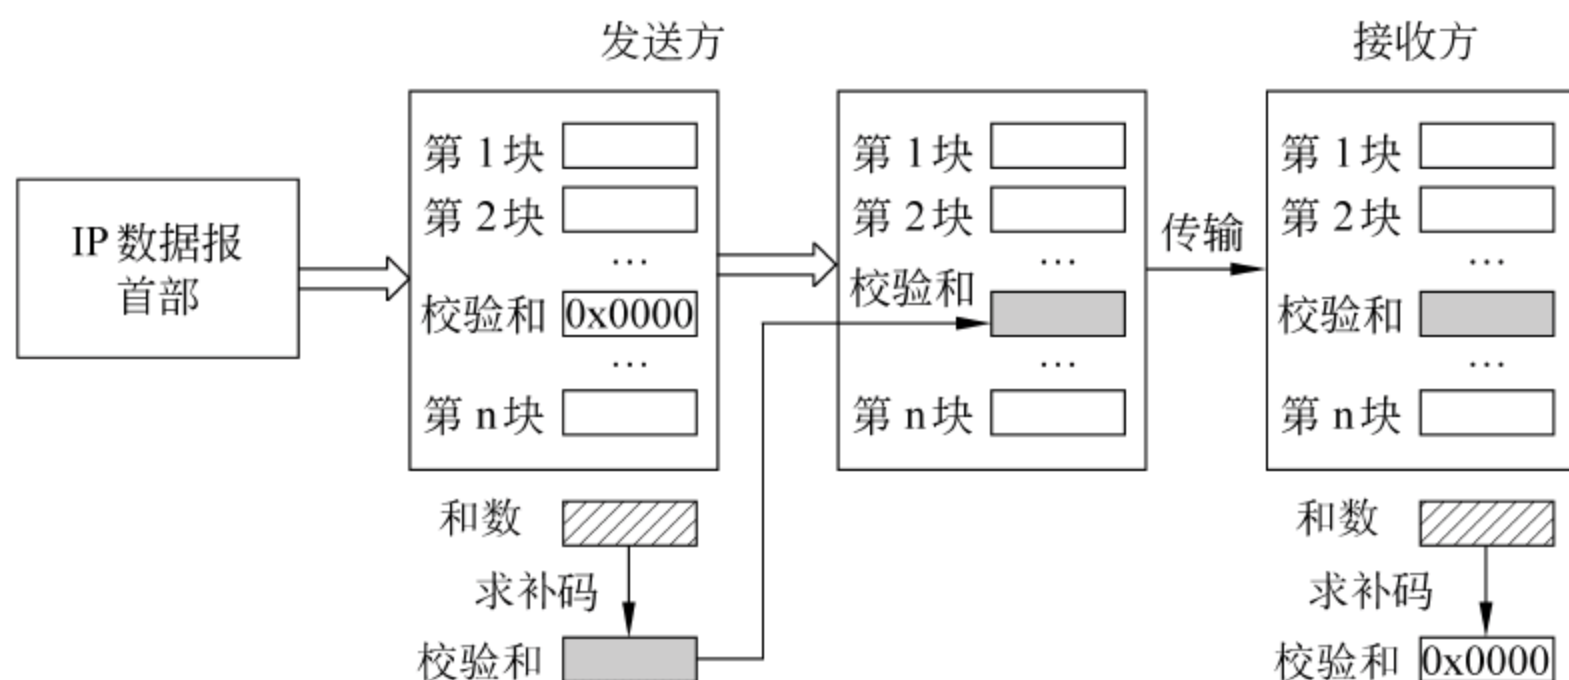 发送方
接收方
IP 数据报
首部
第 1 块
第 2 块
…
校验和 0x0000
…
第 n 块
和数
求补码
校验和
第 1 块
第 2 块
…
校验和
…
第 n 块
传输
第 1 块
第 2 块
…
校验和
…
第 n 块
和数
求补码
校验和 0x0000